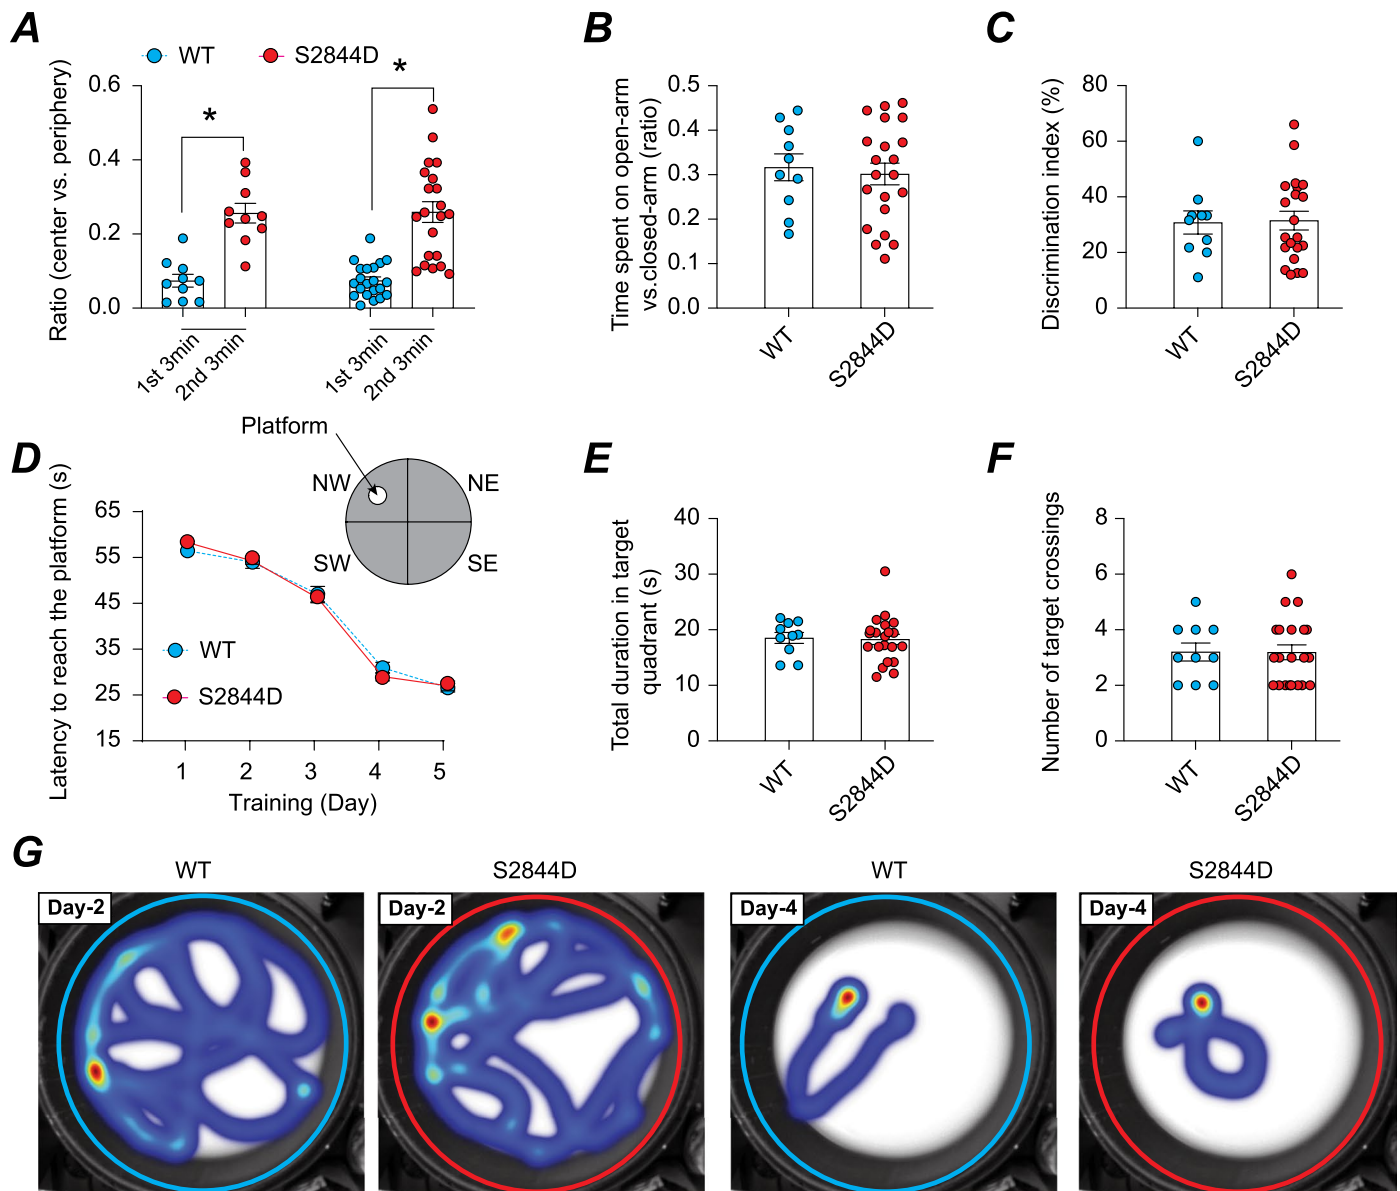 A
WT
S2844D
Ratio (center vs. periphery)
0.6
0.4
0.2
0.0
*
*
1st 3min
2nd 3min
1st 3min
2nd 3min
B
Time spent on open-arm
vs.closed-arm (ratio)
0.5
0.4
0.3
0.2
0.1
0.0
WT
S2844D
C
Discrimination index (%)
80
60
40
20
0
WT
S2844D
D
Platform
NW
NE
SW
SE
Latency to reach the platform (s)
65
55
45
35
25
15
WT
S2844D
1 2 3 4 5
Training (Day)
E
Total duration in target
quadrant (s)
40
30
20
10
0
WT
S2844D
F
Number of target crossings
8
6
4
2
0
WT
S2844D
G
WT
S2844D
WT
S2844D
Day-2
Day-2
Day-4
Day-4